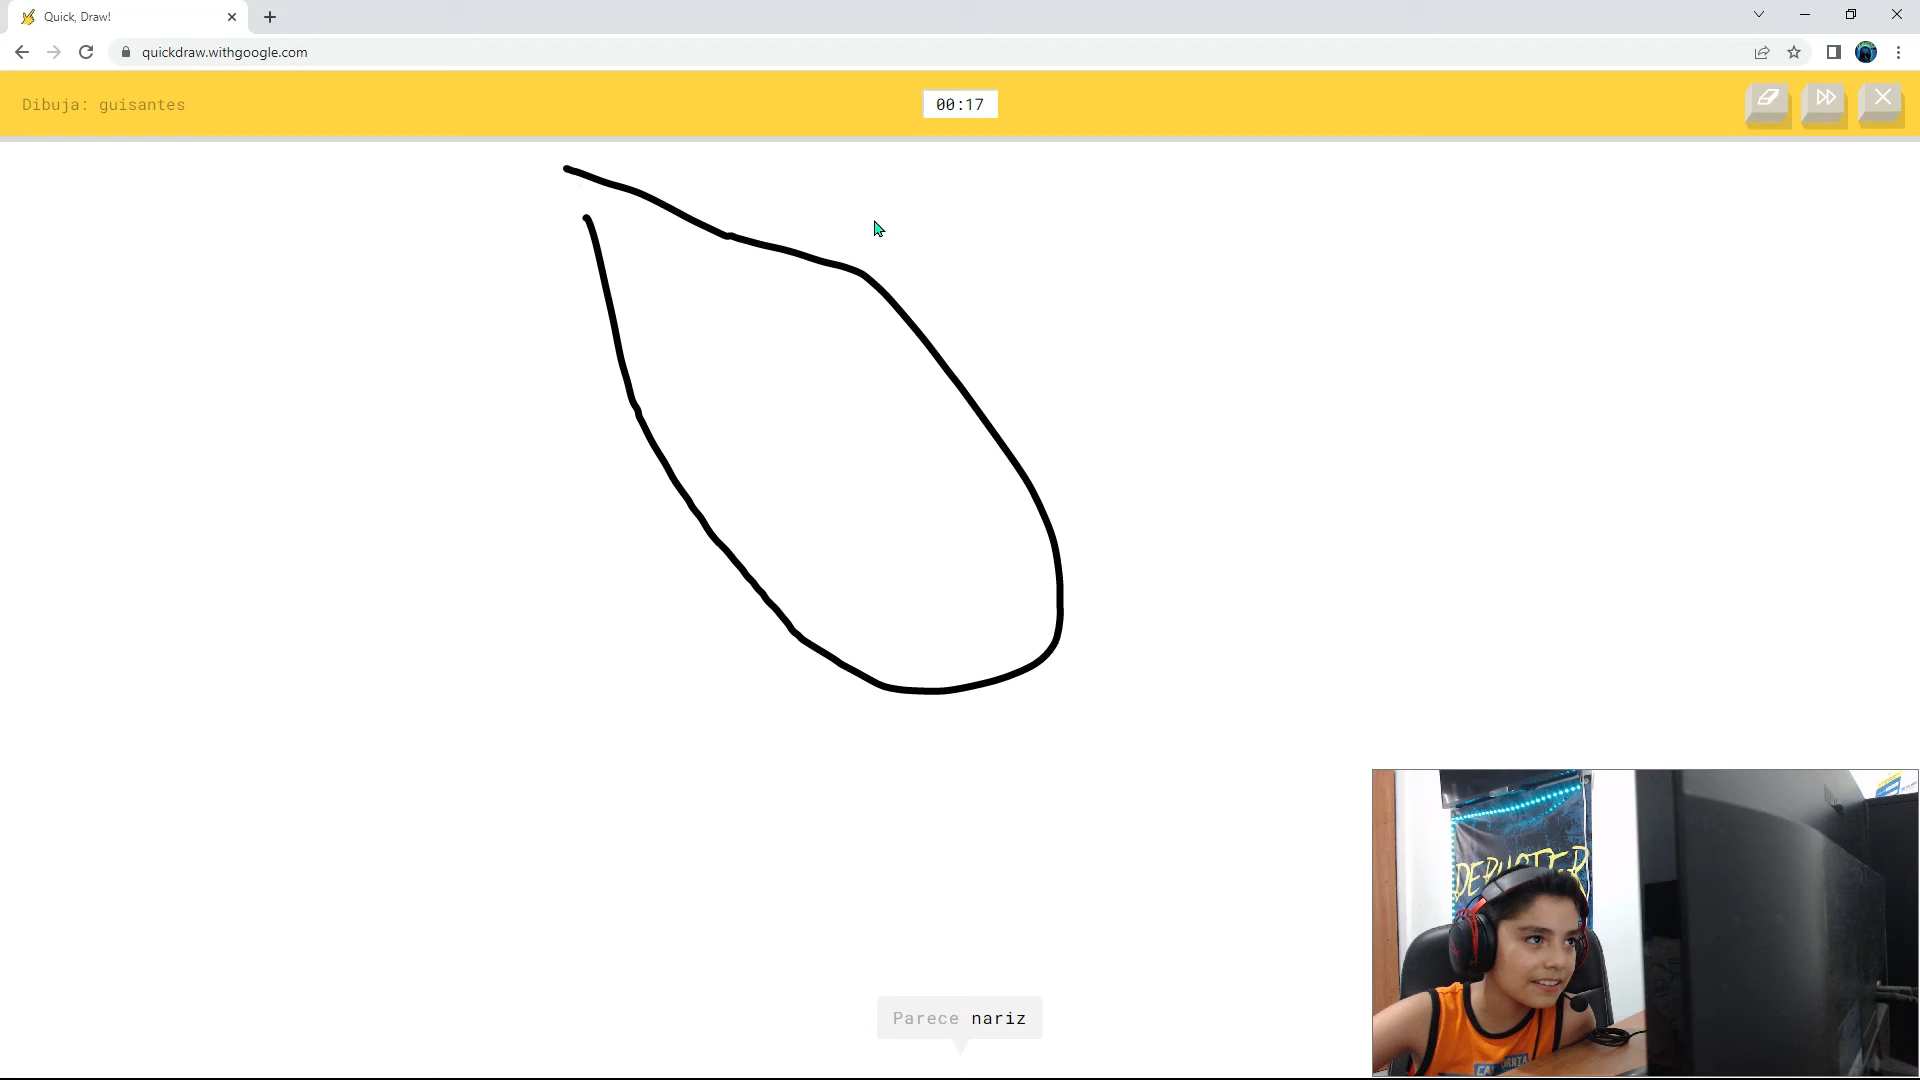 Quick, Draw!
quickdraw.withgoogle.com
Dibuja: guisantes
00:17
Parece nariz